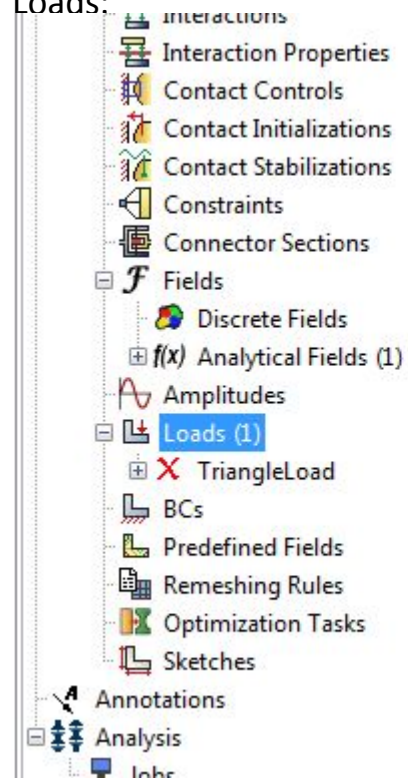 Loads:
Interactions
Interaction Properties
Contact Controls
Contact Initializations
Contact Stabilizations
Constraints
Connector Sections
F Fields
Discrete Fields
f(x) Analytical Fields (1)
Amplitudes
Loads (1)
TriangleLoad
BCs
Predefined Fields
Remeshing Rules
Optimization Tasks
Sketches
A Annotations
Analysis
Jobs